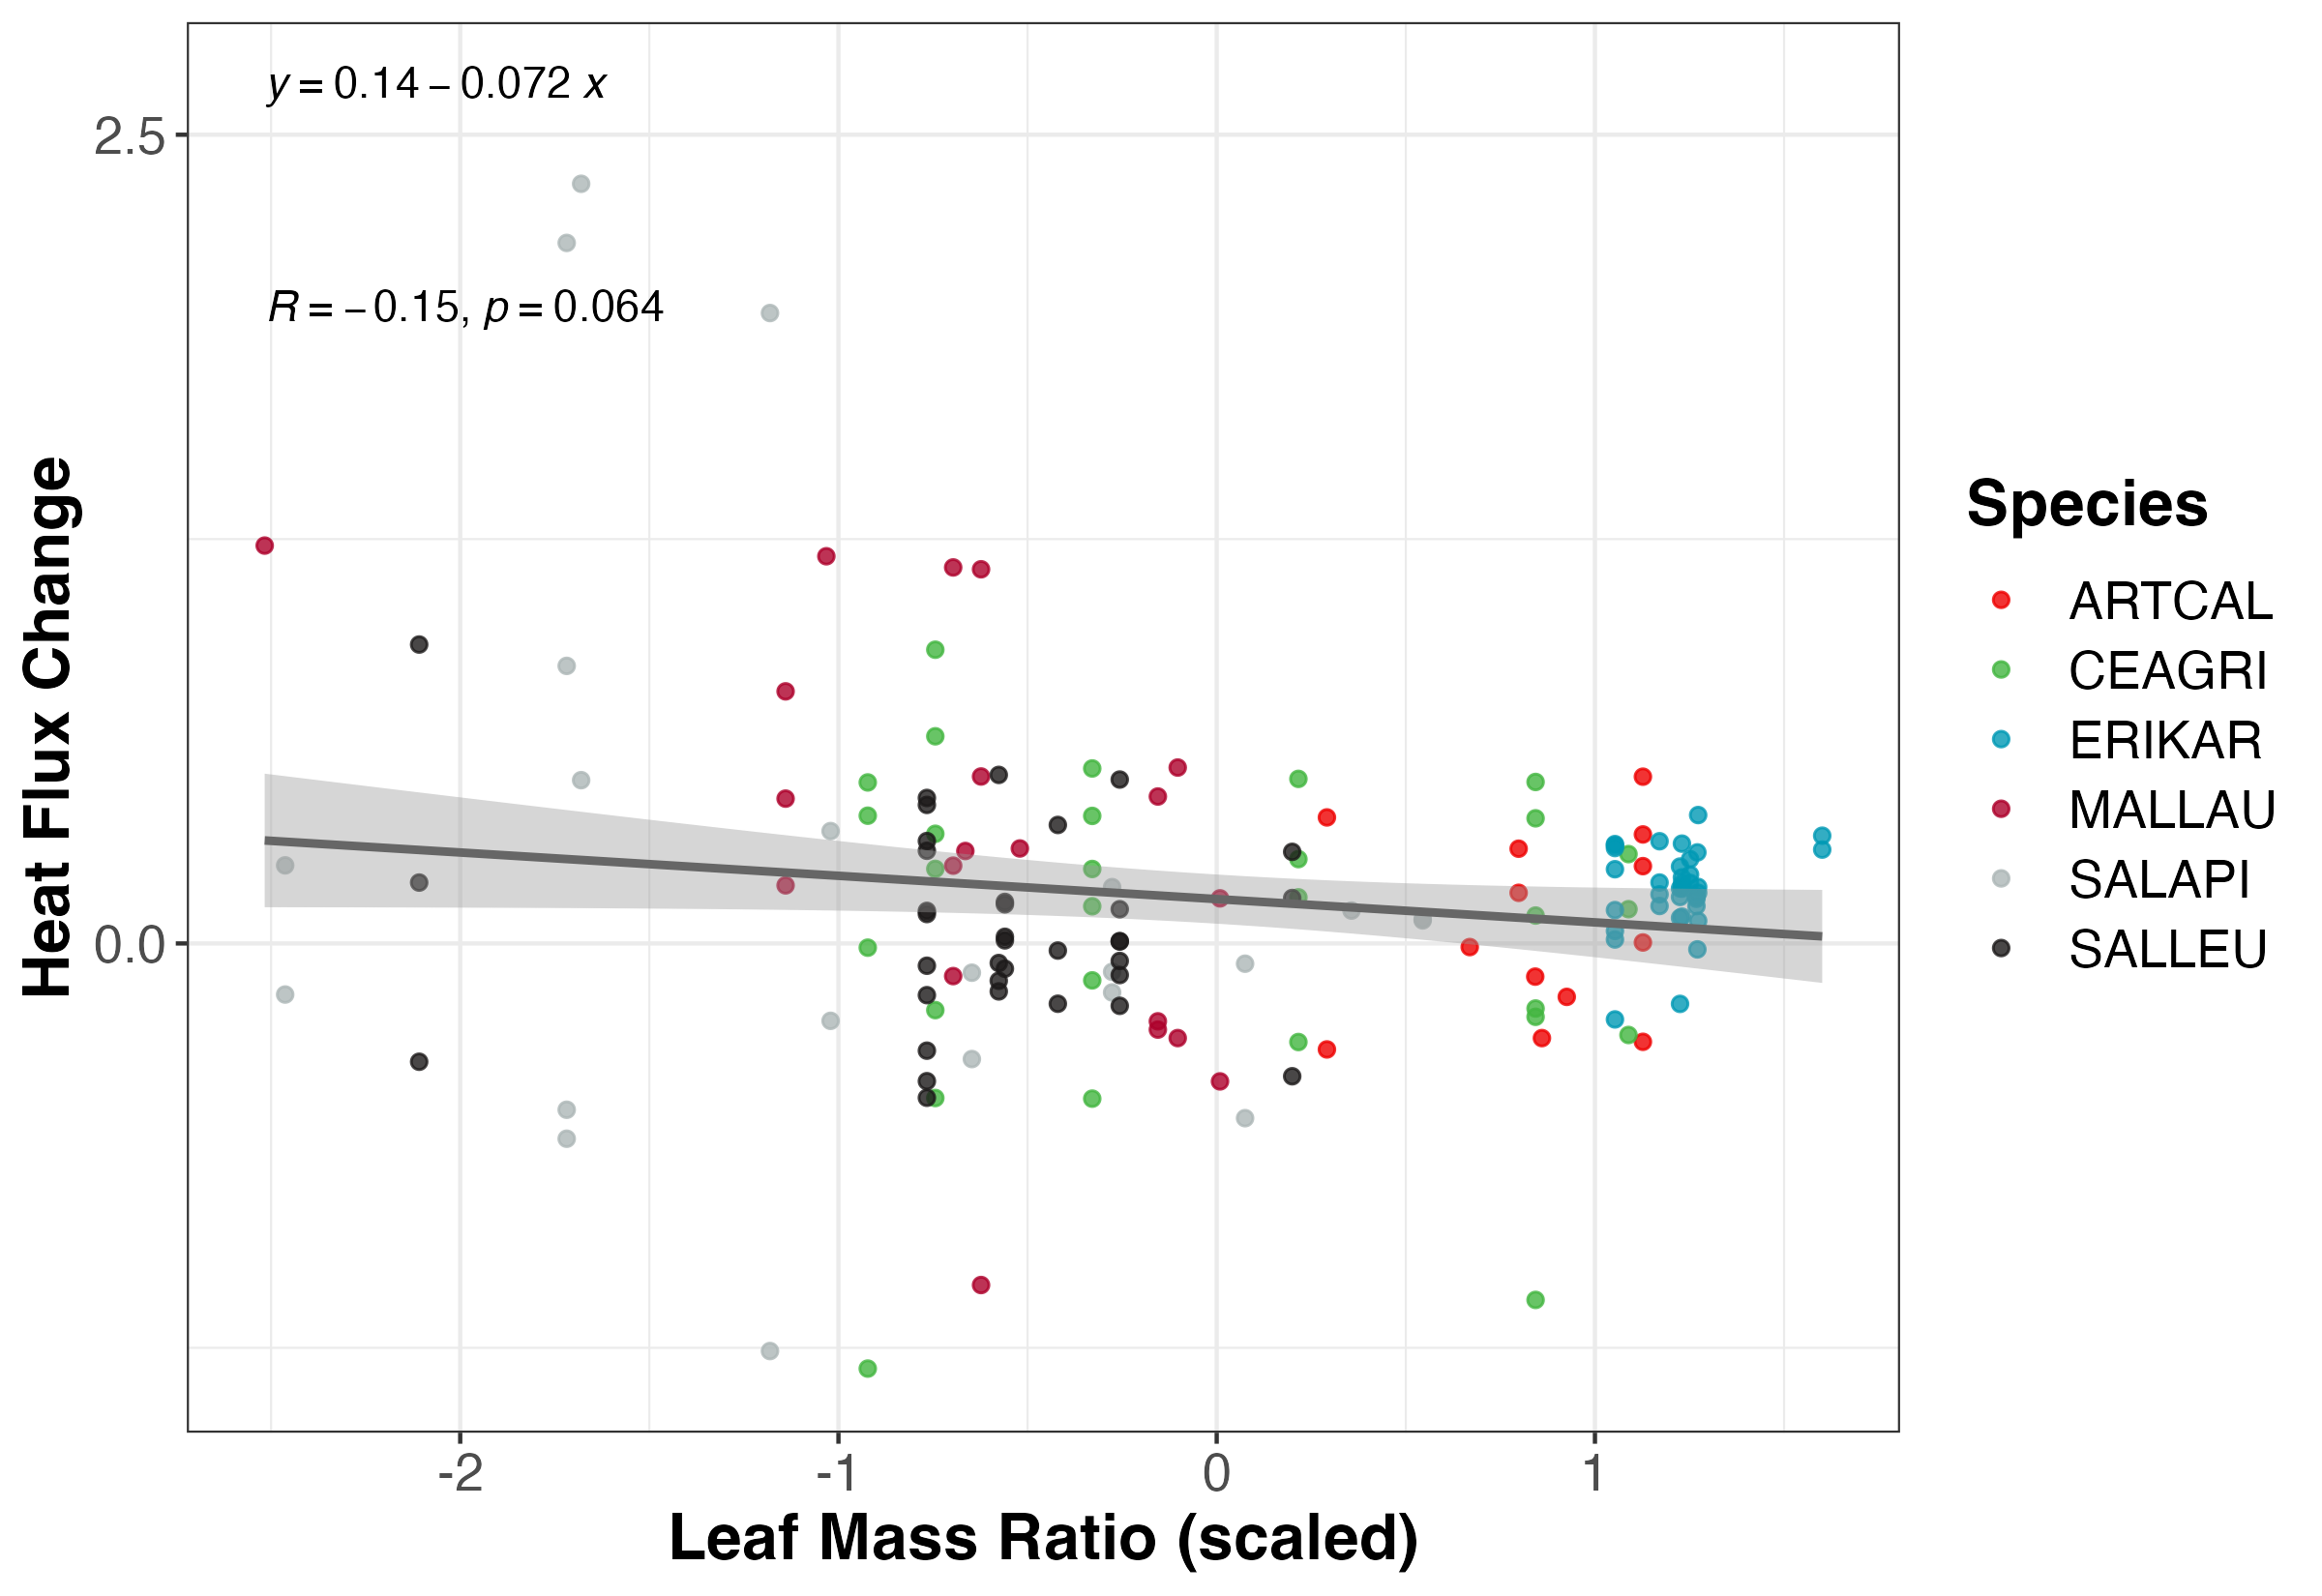 y = 0.14 − 0.072 x
2.5
R = − 0.15, p = 0.064
0.0
Heat Flux Change
-2
-1
0
1
Leaf Mass Ratio (scaled)
Species
ARTCAL
CEAGRI
ERIKAR
MALLAU
SALAPI
SALLEU